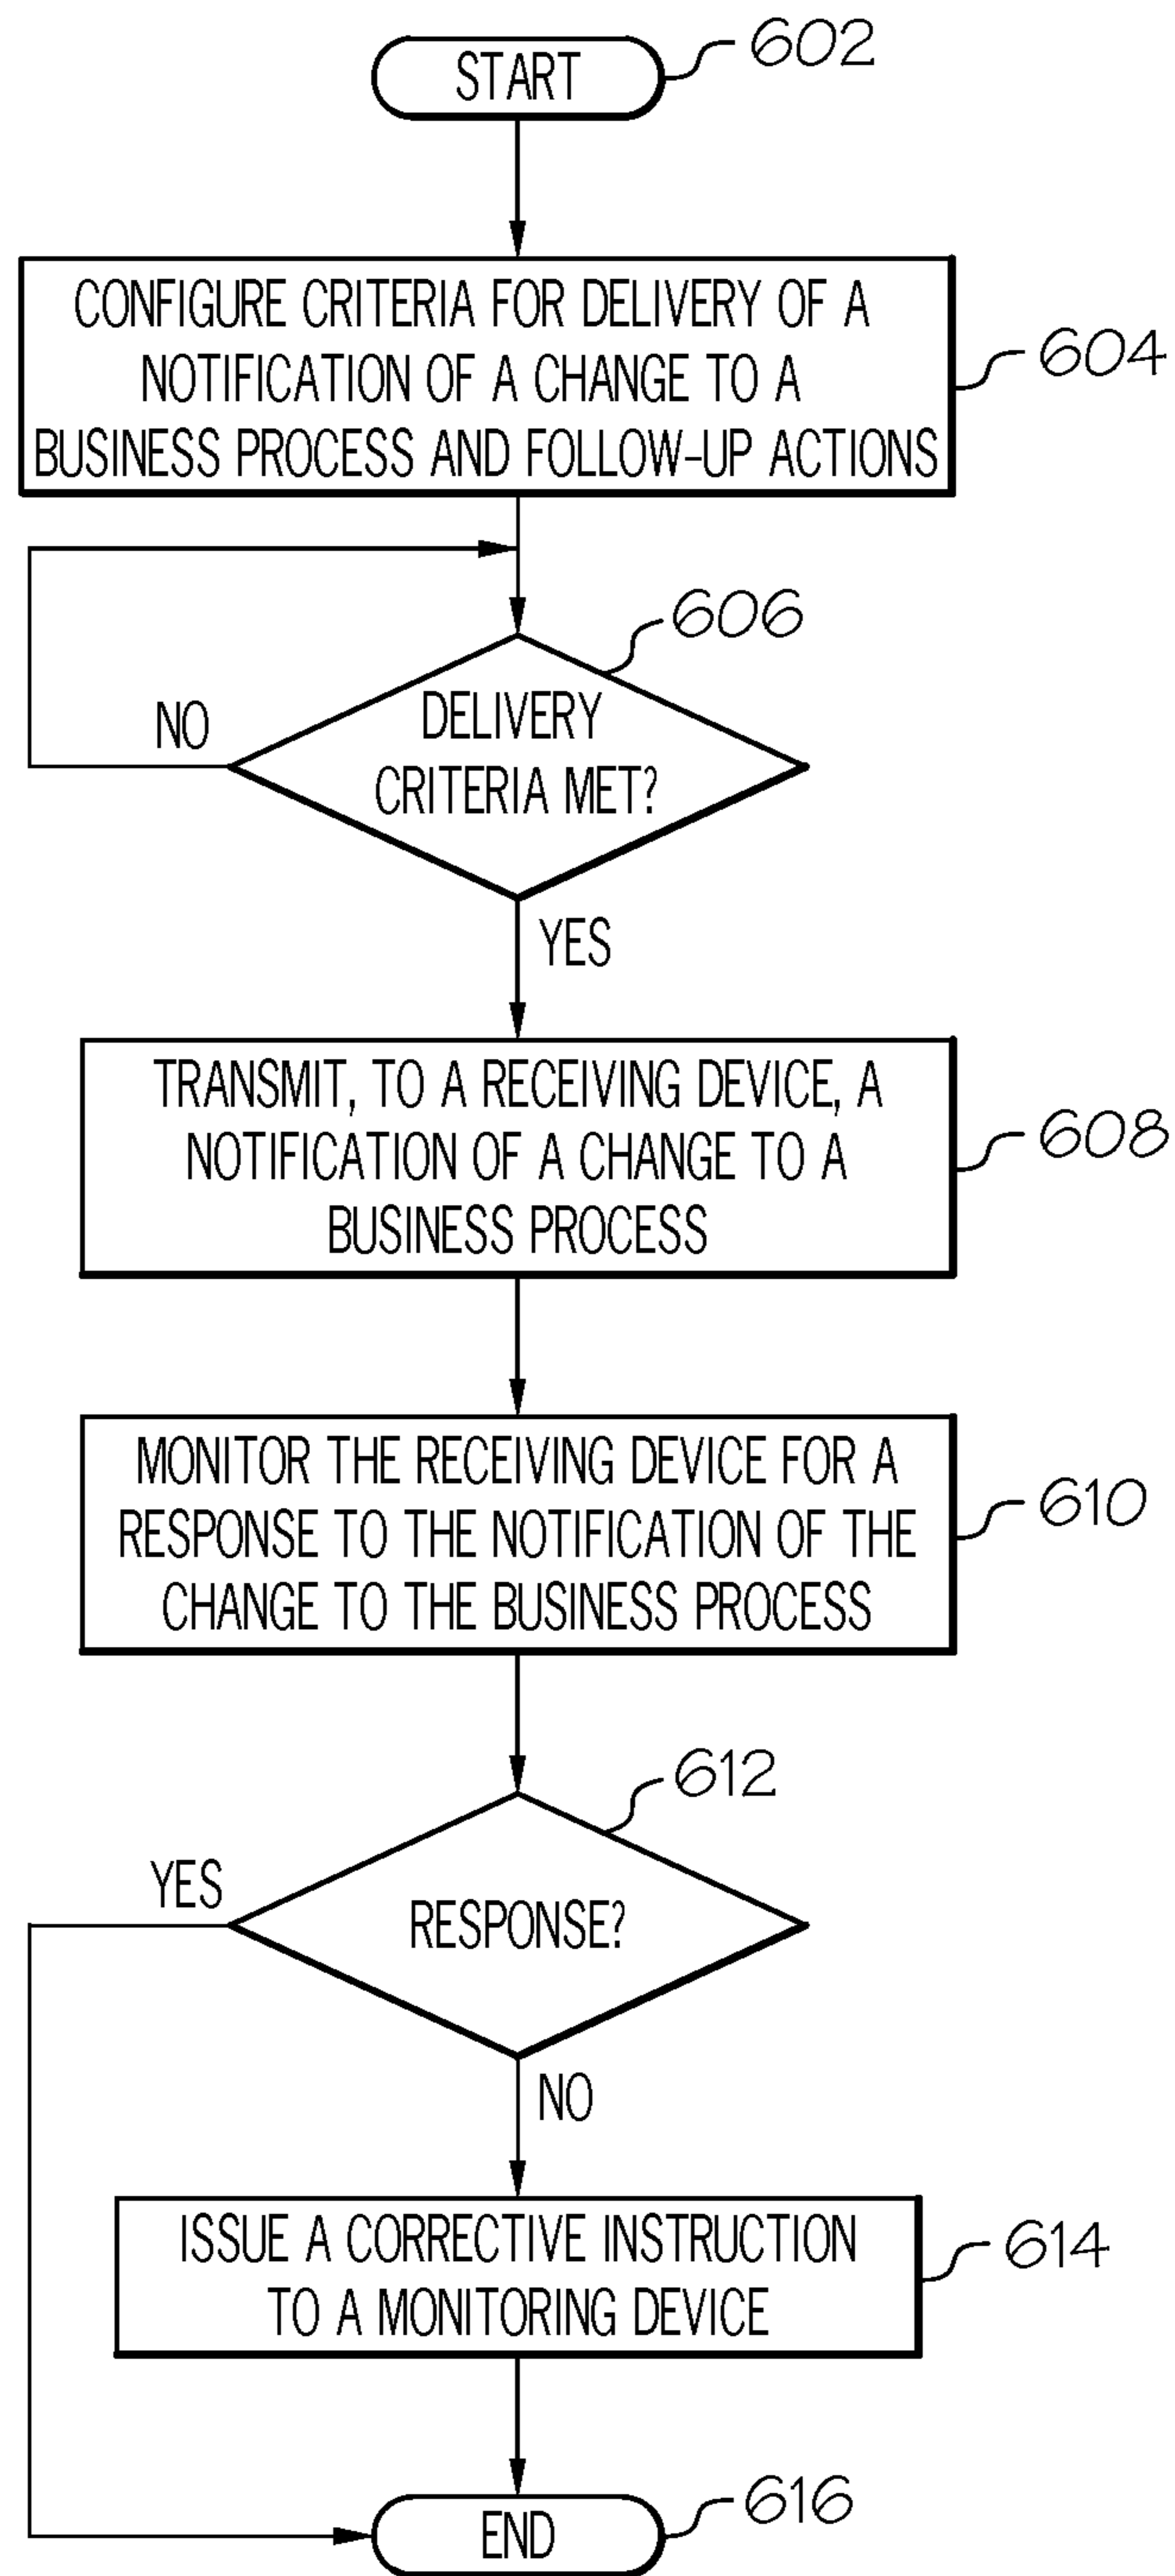 START
602
CONFIGURE CRITERIA FOR DELIVERY OF A
NOTIFICATION OF A CHANGE TO A
BUSINESS PROCESS AND FOLLOW-UP ACTIONS
604
606
DELIVERY
CRITERIA MET?
NO
YES
TRANSMIT, TO A RECEIVING DEVICE, A
NOTIFICATION OF A CHANGE TO A
BUSINESS PROCESS
608
MONITOR THE RECEIVING DEVICE FOR A
RESPONSE TO THE NOTIFICATION OF THE
CHANGE TO THE BUSINESS PROCESS
610
612
YES
RESPONSE?
NO
ISSUE A CORRECTIVE INSTRUCTION
TO A MONITORING DEVICE
614
END
616